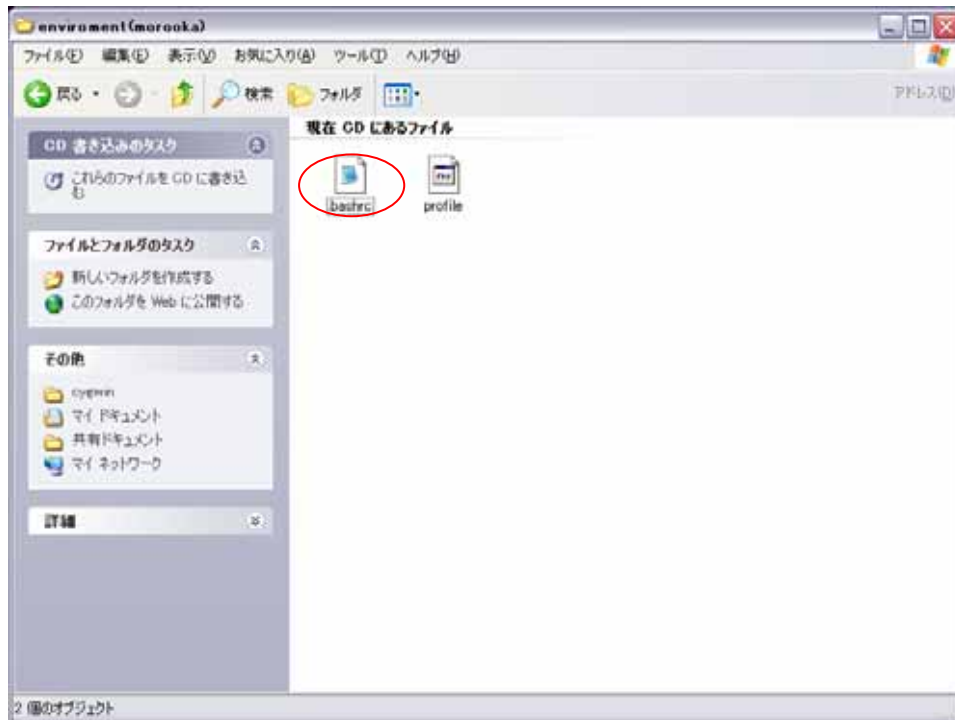 enviroment(morooka)
ファイル(F) 編集(E) 表示(V) お気に入り(A) ツール(T) ヘルプ(H)
戻る 検索 フォルダ アドレス(D)
現在 CD にあるファイル
CD 書き込みのタスク
これらのファイルを CD に書き込
む
bashrc profile
ファイルとフォルダのタスク
新しいフォルダを作成する
このフォルダを Web に公開する
その他
cygwin
マイ ドキュメント
共有ドキュメント
マイ ネットワーク
詳細
2 個のオブジェクト